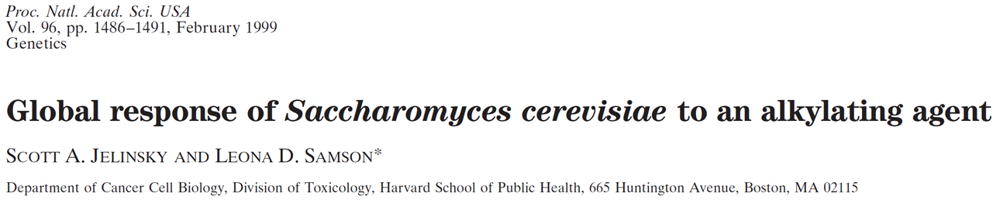 Proc. Natl. Acad. Sci. USA
Vol. 96, pp. 1486–1491, February 1999
Genetics
Global response of Saccharomyces cerevisiae to an alkylating agent
SCOTT A. JELINSKY AND LEONA D. SAMSON*
Department of Cancer Cell Biology, Division of Toxicology, Harvard School of Public Health, 665 Huntington Avenue, Boston, MA 02115